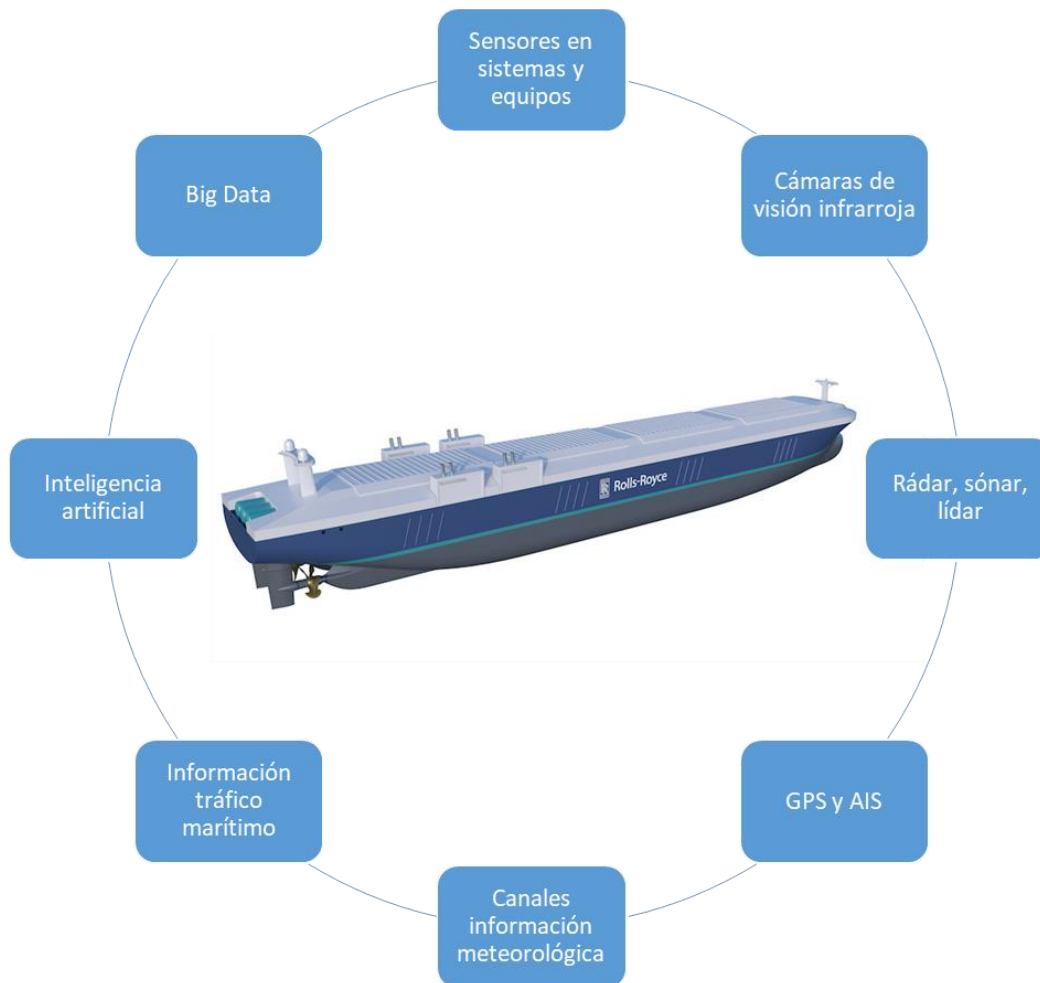 Sensores en
sistemas y
equipos
Cámaras de
visión infrarroja
Rádar, sónar,
lídar
GPS y AIS
Canales
información
meteorológica
Información
tráfico
marítimo
Inteligencia
artificial
Big Data
Rolls-Royce